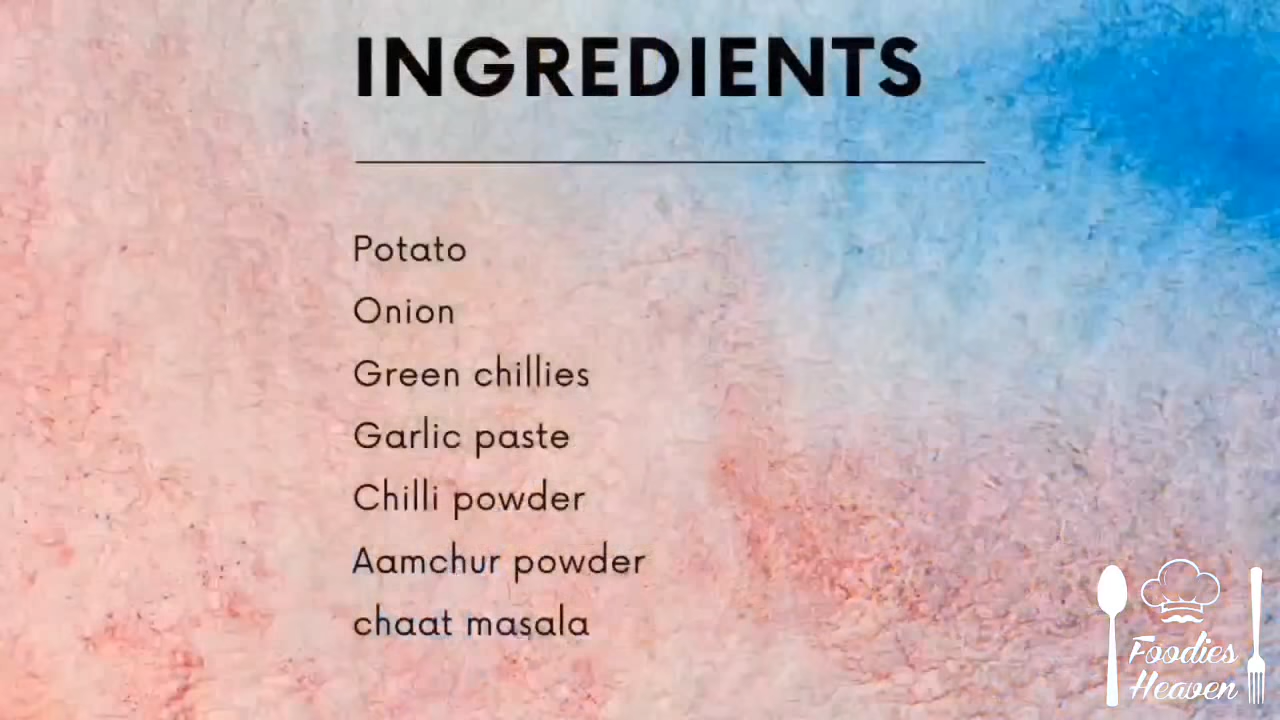 INGREDIENTS
Potato
Onion
Green chillies
Garlic paste
Chilli powder
Aamchur powder
chaat masala
Foodies
Heaven